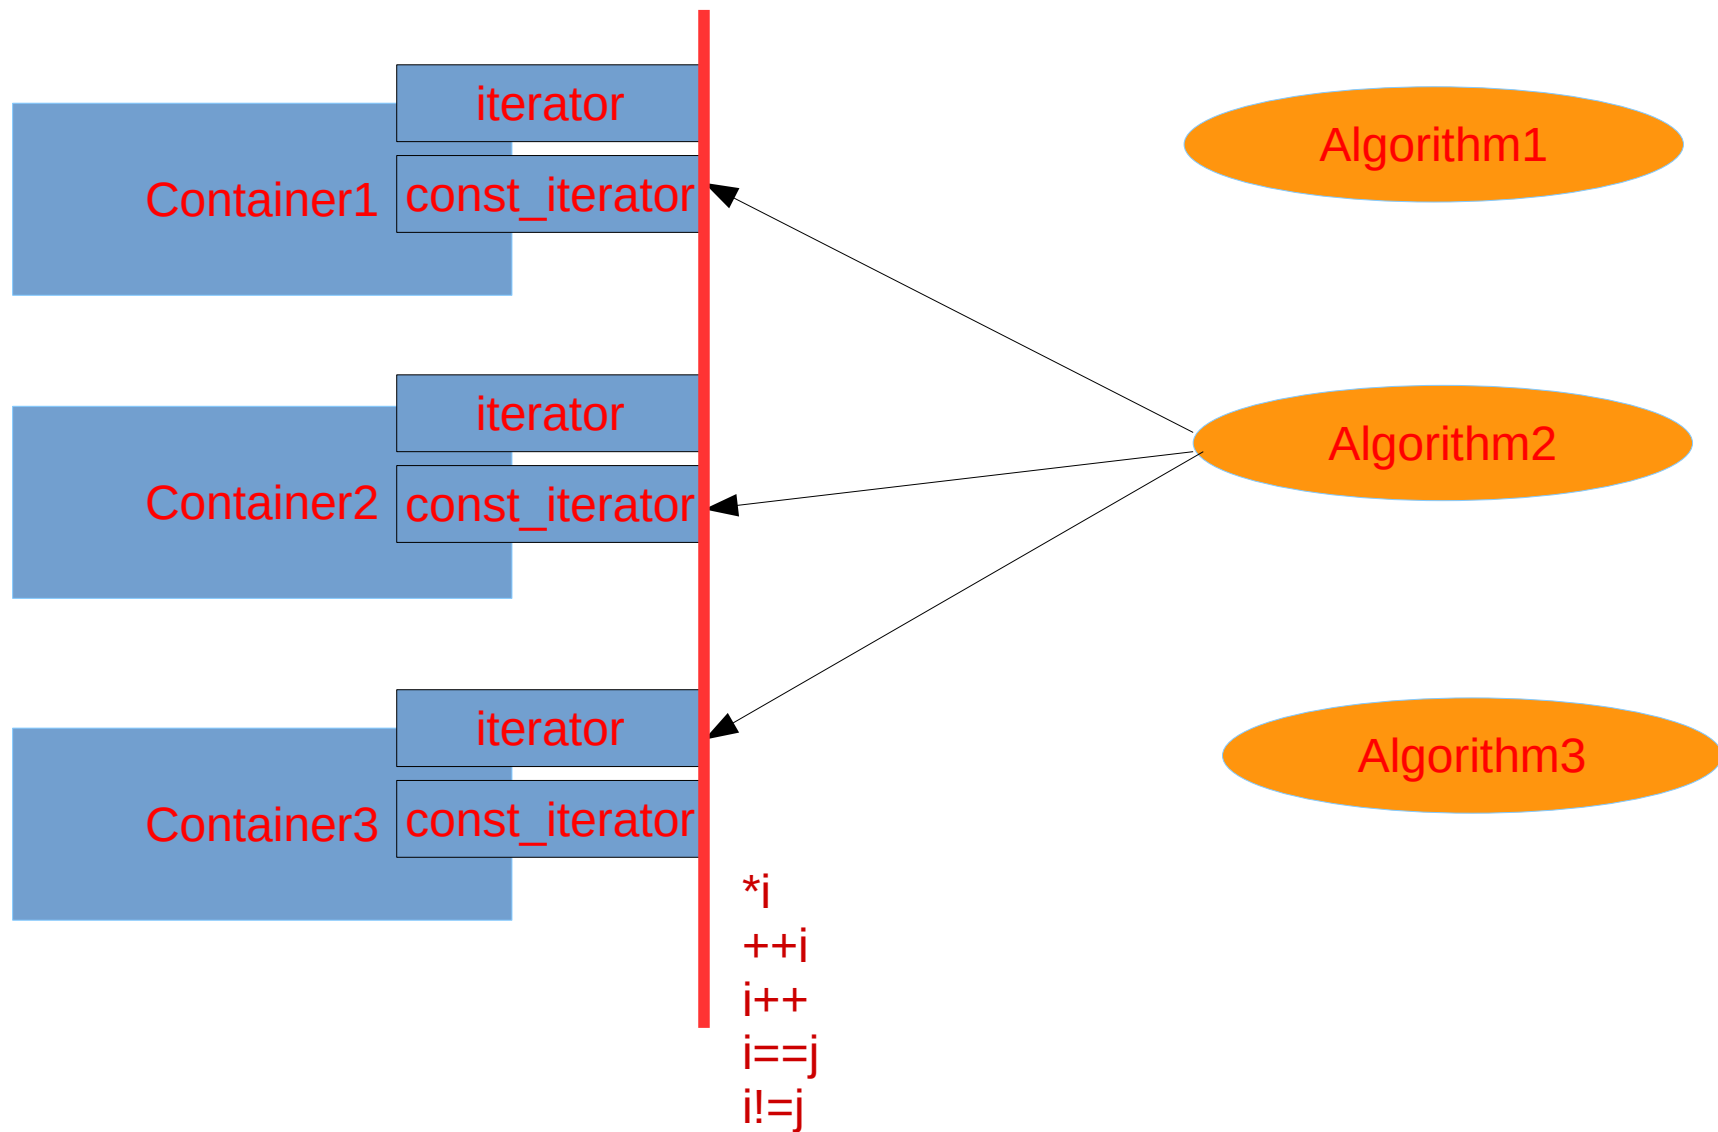 iterator
Container1
const_iterator
Algorithm1
iterator
Container2
const_iterator
Algorithm2
iterator
Container3
const_iterator
Algorithm3
*i
++i
i++
i==j
i!=j